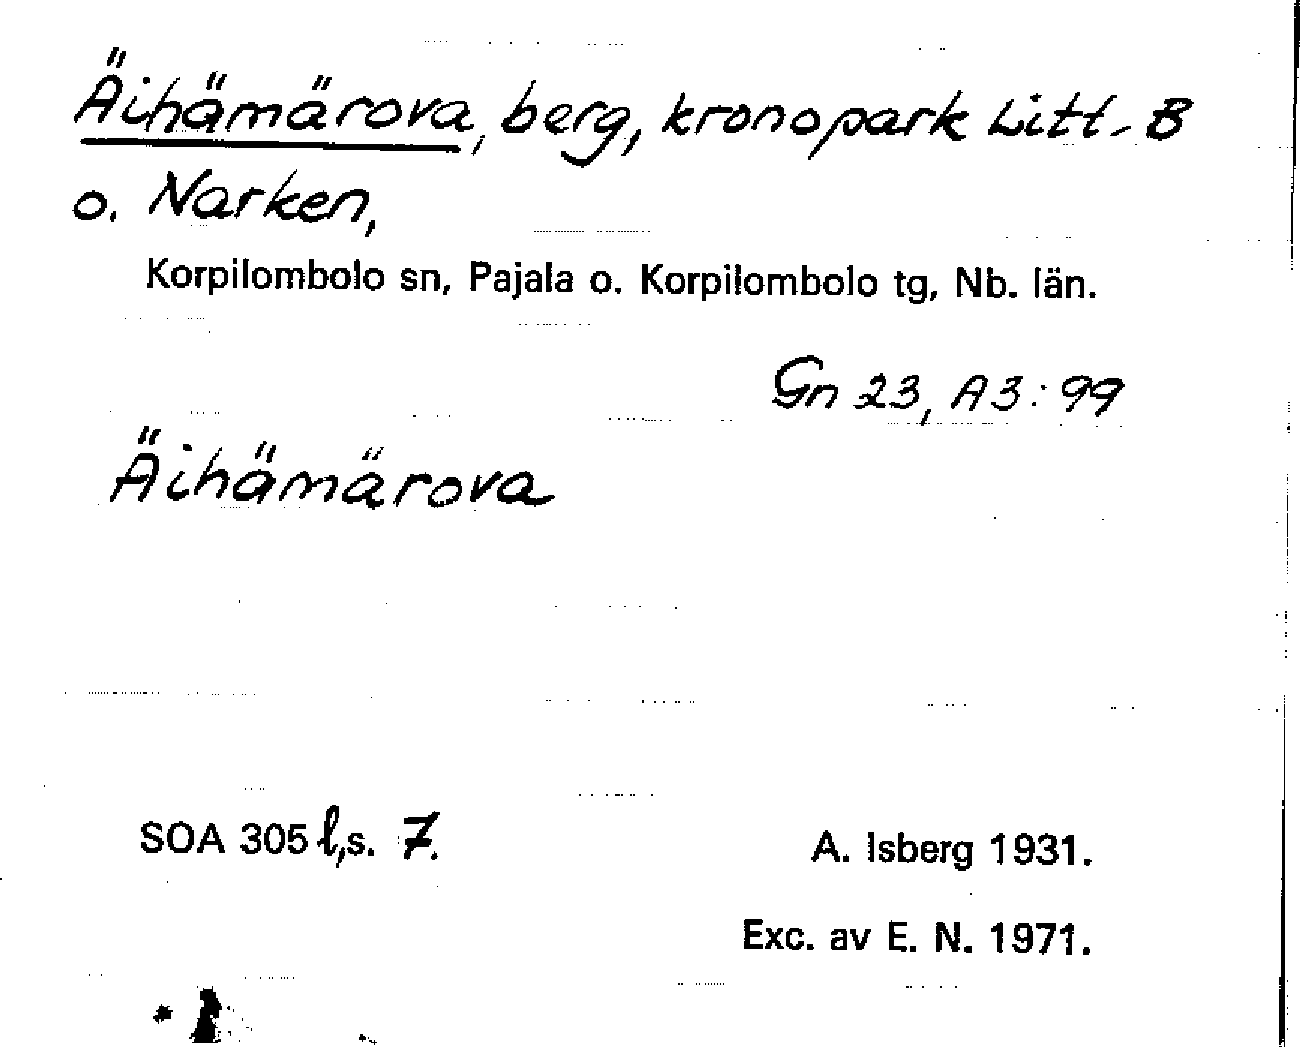 Äihämärova, berg, kronopark Litt. B
o. Narken,
Korpilombolo sn, Pajala o. Korpilombolo tg, Nb. län.
Gn 23, A3:99
Äihämärova
SOA 305 l, s. 7.
A. Isberg 1931.
Exc. av E. N. 1971.